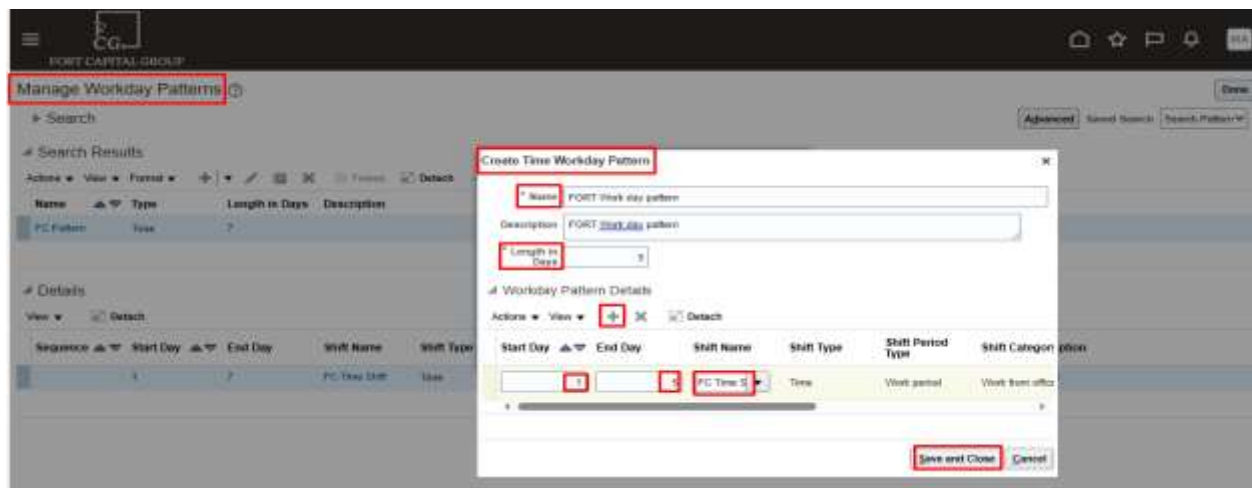 FORT CAPITAL GROUP
Manage Workday Patterns
Done
Search
Advanced Saved Search Search Pattern
Search Results
Actions View Format Freeze Detach
Name Type Length in Days Description
FC Pattern Time 7
Details
View Detach
Sequence Start Day End Day Shift Name Shift Type
1 7 FC Time Shift Time
Create Time Workday Pattern
* Name FORT Work day pattern
Description FORT Work day pattern
* Length in Days 5
Workday Pattern Details
Actions View Detach
Start Day End Day Shift Name Shift Type Shift Period Type Shift Category ption
1 5 FC Time S Time Work period Work from office
Save and Close Cancel